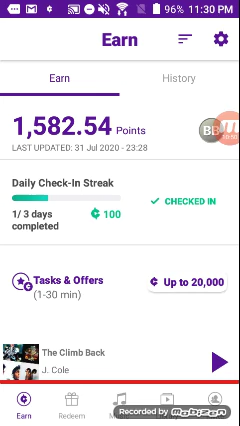 96% 11:30 PM
Earn
Earn
History
1,582.54 Points
LAST UPDATED: 31 Jul 2020 - 23:28
Daily Check-In Streak
1/ 3 days
completed
100
CHECKED IN
Tasks & Offers
(1-30 min)
Up to 20,000
The Climb Back
J. Cole
Earn
Redeem
Recorded by mobizen